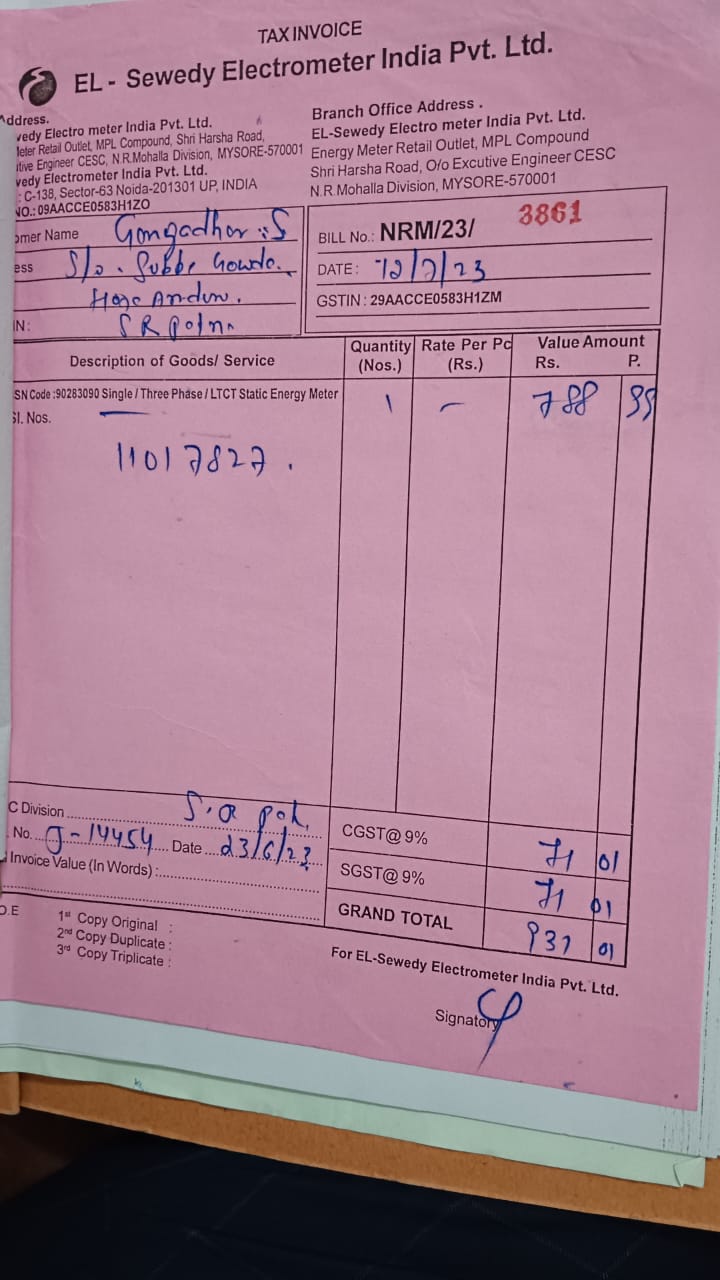 TAX INVOICE
EL - Sewedy Electrometer India Pvt. Ltd.
Address.
vedy Electro meter India Pvt. Ltd.
leter Retail Outlet, MPL Compound, Shri Harsha Road,
itive Engineer CESC, N.R.Mohalla Division, MYSORE-570001
vedy Electrometer India Pvt. Ltd.
: C-138, Sector-63 Noida-201301 UP, INDIA
NO.: 09AACCE0583H1ZO
Branch Office Address .
EL-Sewedy Electro meter India Pvt. Ltd.
Energy Meter Retail Outlet, MPL Compound
Shri Harsha Road, O/o Excutive Engineer CESC
N.R.Mohalla Division, MYSORE-570001
omer Name Gongadhor :S
ess S/o . Subbe Gowda.
IN:
BILL No.: NRM/23/ 3861
DATE : 12/7/23
GSTIN : 29AACCE0583H1ZM
Description of Goods/ Service Quantity (Nos.) Rate Per Pc (Rs.) Value Amount Rs. P.
SN Code :90283090 Single / Three Phase / LTCT Static Energy Meter 1 - 788 99
Sl. Nos.
11017827 .
C Division
. No. J-14454 Date 23/6/23
Invoice Value (In Words) :
CGST@ 9% 71 01
SGST@ 9% 71 01
GRAND TOTAL 931 01
O.E
1st Copy Original :
2nd Copy Duplicate :
3rd Copy Triplicate :
For EL-Sewedy Electrometer India Pvt. Ltd.
Signatory